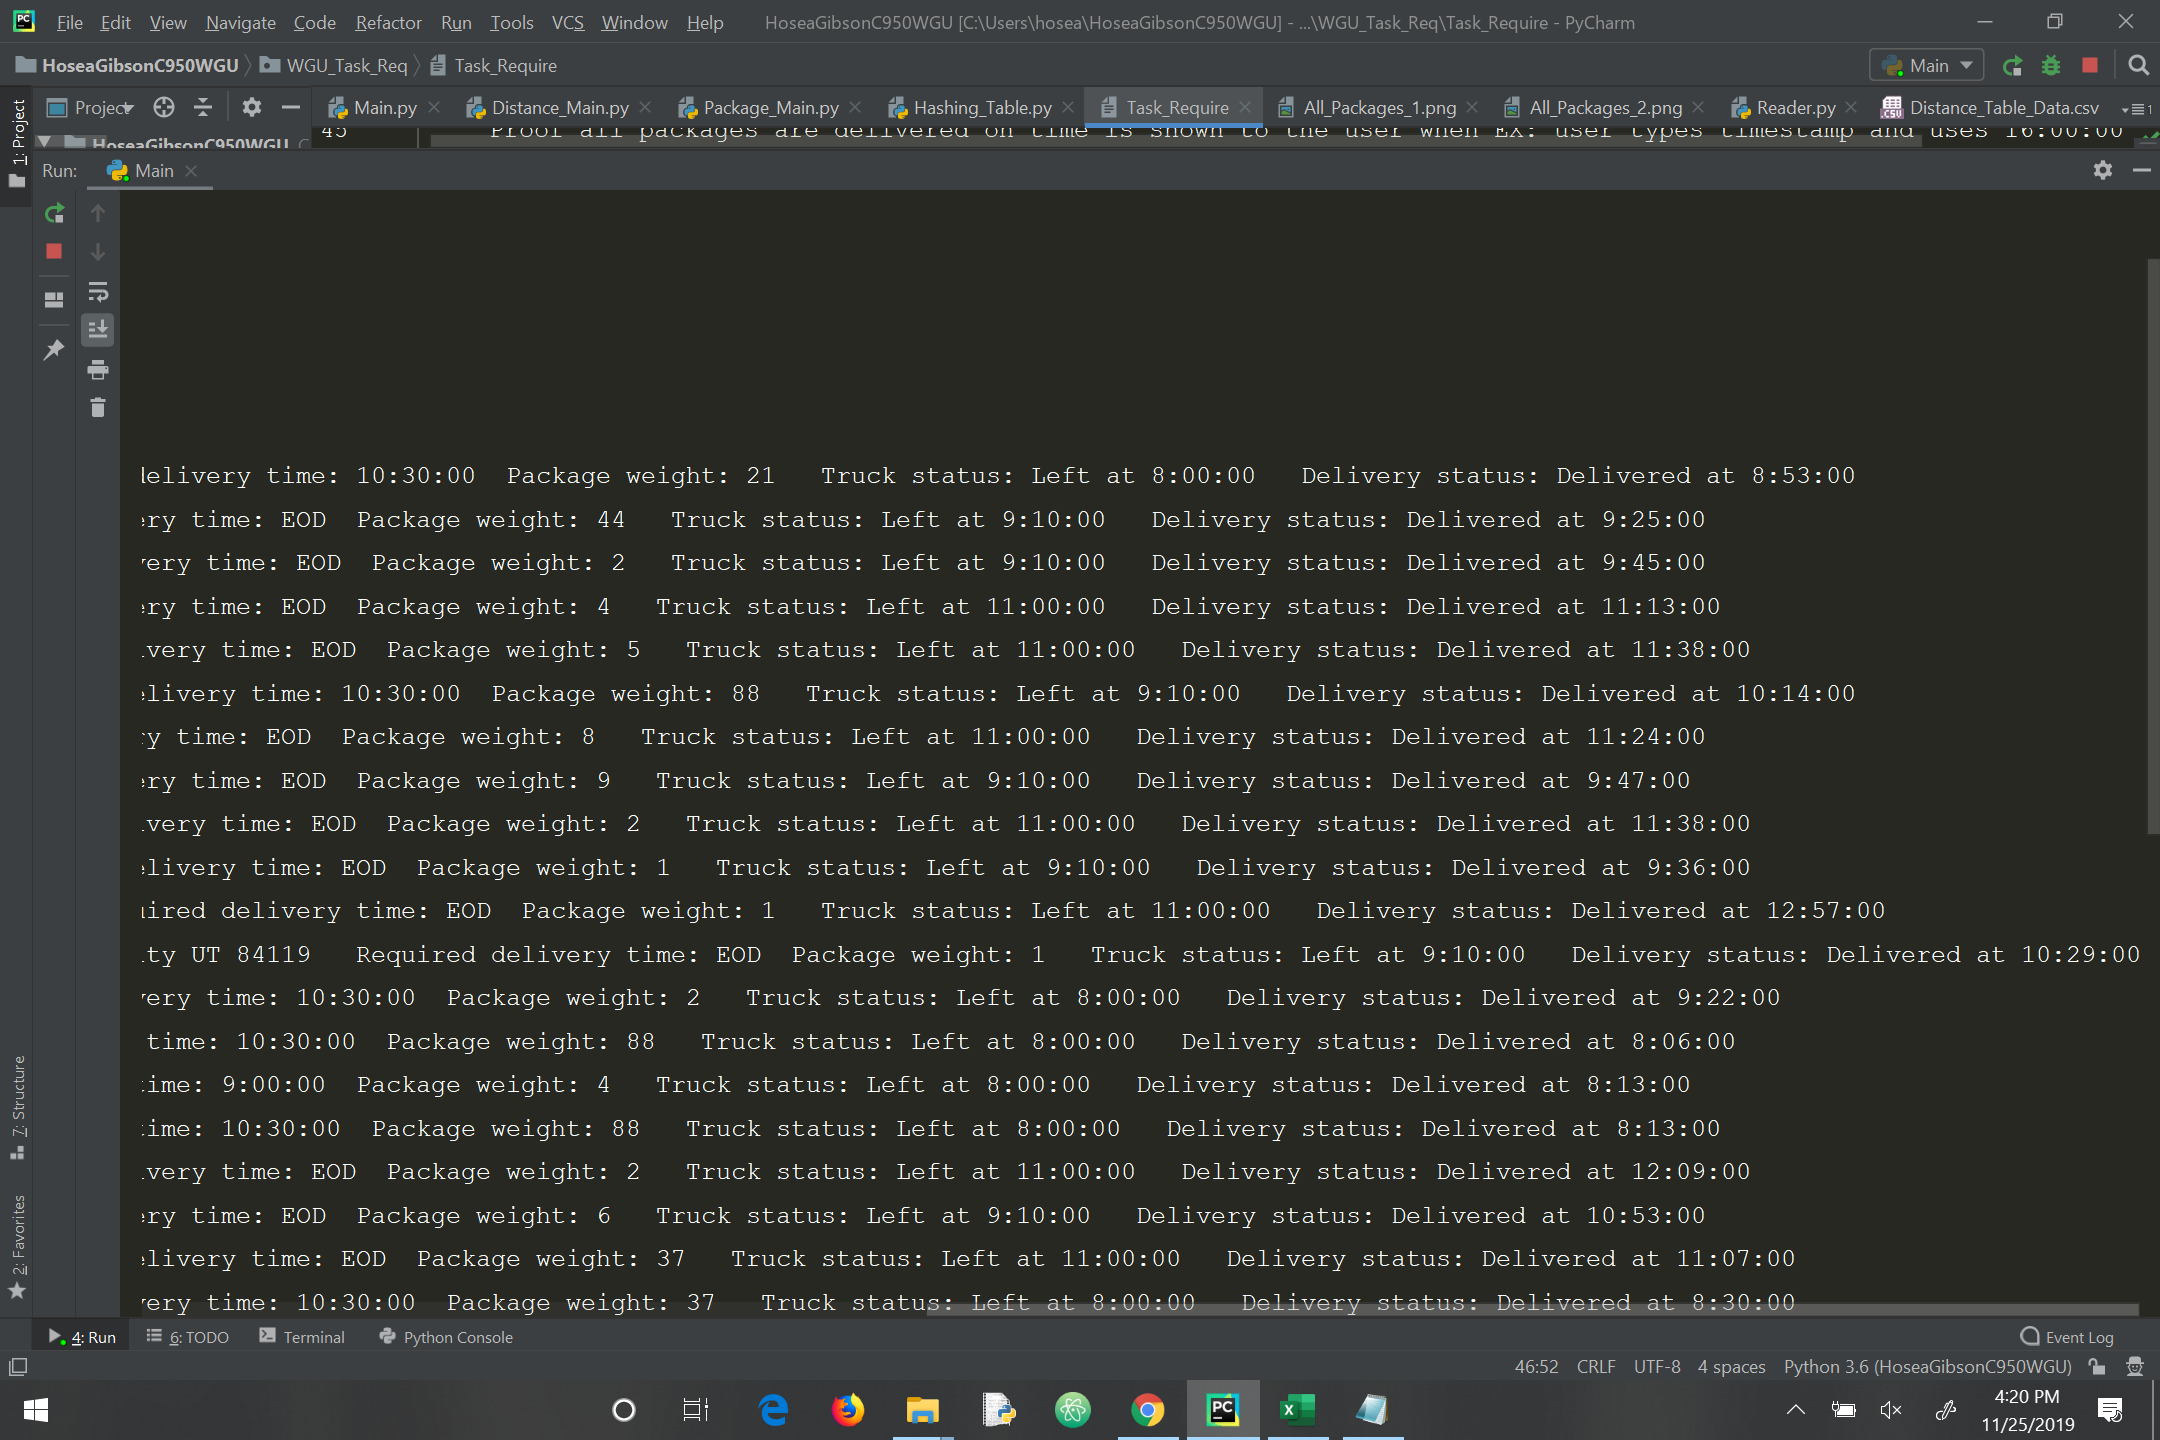 File Edit View Navigate Code Refactor Run Tools VCS Window Help HoseaGibsonC950WGU [C:\Users\hosea\HoseaGibsonC950WGU] - ...\WGU_Task_Req\Task_Require - PyCharm
HoseaGibsonC950WGU WGU_Task_Req Task_Require Main
1: Project Project Main.py Distance_Main.py Package_Main.py Hashing_Table.py Task_Require All_Packages_1.png All_Packages_2.png Reader.py Distance_Table_Data.csv 1
HoseaGibsonC950WGU 45 Proof all packages are delivered on time is shown to the user when EX: user types timestamp and uses 16:00:00
Run: Main
delivery time: 10:30:00 Package weight: 21 Truck status: Left at 8:00:00 Delivery status: Delivered at 8:53:00
ery time: EOD Package weight: 44 Truck status: Left at 9:10:00 Delivery status: Delivered at 9:25:00
very time: EOD Package weight: 2 Truck status: Left at 9:10:00 Delivery status: Delivered at 9:45:00
ery time: EOD Package weight: 4 Truck status: Left at 11:00:00 Delivery status: Delivered at 11:13:00
ivery time: EOD Package weight: 5 Truck status: Left at 11:00:00 Delivery status: Delivered at 11:38:00
elivery time: 10:30:00 Package weight: 88 Truck status: Left at 9:10:00 Delivery status: Delivered at 10:14:00
ry time: EOD Package weight: 8 Truck status: Left at 11:00:00 Delivery status: Delivered at 11:24:00
ery time: EOD Package weight: 9 Truck status: Left at 9:10:00 Delivery status: Delivered at 9:47:00
ivery time: EOD Package weight: 2 Truck status: Left at 11:00:00 Delivery status: Delivered at 11:38:00
elivery time: EOD Package weight: 1 Truck status: Left at 9:10:00 Delivery status: Delivered at 9:36:00
uired delivery time: EOD Package weight: 1 Truck status: Left at 11:00:00 Delivery status: Delivered at 12:57:00
ity UT 84119 Required delivery time: EOD Package weight: 1 Truck status: Left at 9:10:00 Delivery status: Delivered at 10:29:00
very time: 10:30:00 Package weight: 2 Truck status: Left at 8:00:00 Delivery status: Delivered at 9:22:00
time: 10:30:00 Package weight: 88 Truck status: Left at 8:00:00 Delivery status: Delivered at 8:06:00
time: 9:00:00 Package weight: 4 Truck status: Left at 8:00:00 Delivery status: Delivered at 8:13:00
time: 10:30:00 Package weight: 88 Truck status: Left at 8:00:00 Delivery status: Delivered at 8:13:00
ivery time: EOD Package weight: 2 Truck status: Left at 11:00:00 Delivery status: Delivered at 12:09:00
ery time: EOD Package weight: 6 Truck status: Left at 9:10:00 Delivery status: Delivered at 10:53:00
elivery time: EOD Package weight: 37 Truck status: Left at 11:00:00 Delivery status: Delivered at 11:07:00
very time: 10:30:00 Package weight: 37 Truck status: Left at 8:00:00 Delivery status: Delivered at 8:30:00
7: Structure
2: Favorites
4: Run 6: TODO Terminal Python Console Event Log
46:52 CRLF UTF-8 4 spaces Python 3.6 (HoseaGibsonC950WGU)
4:20 PM
11/25/2019